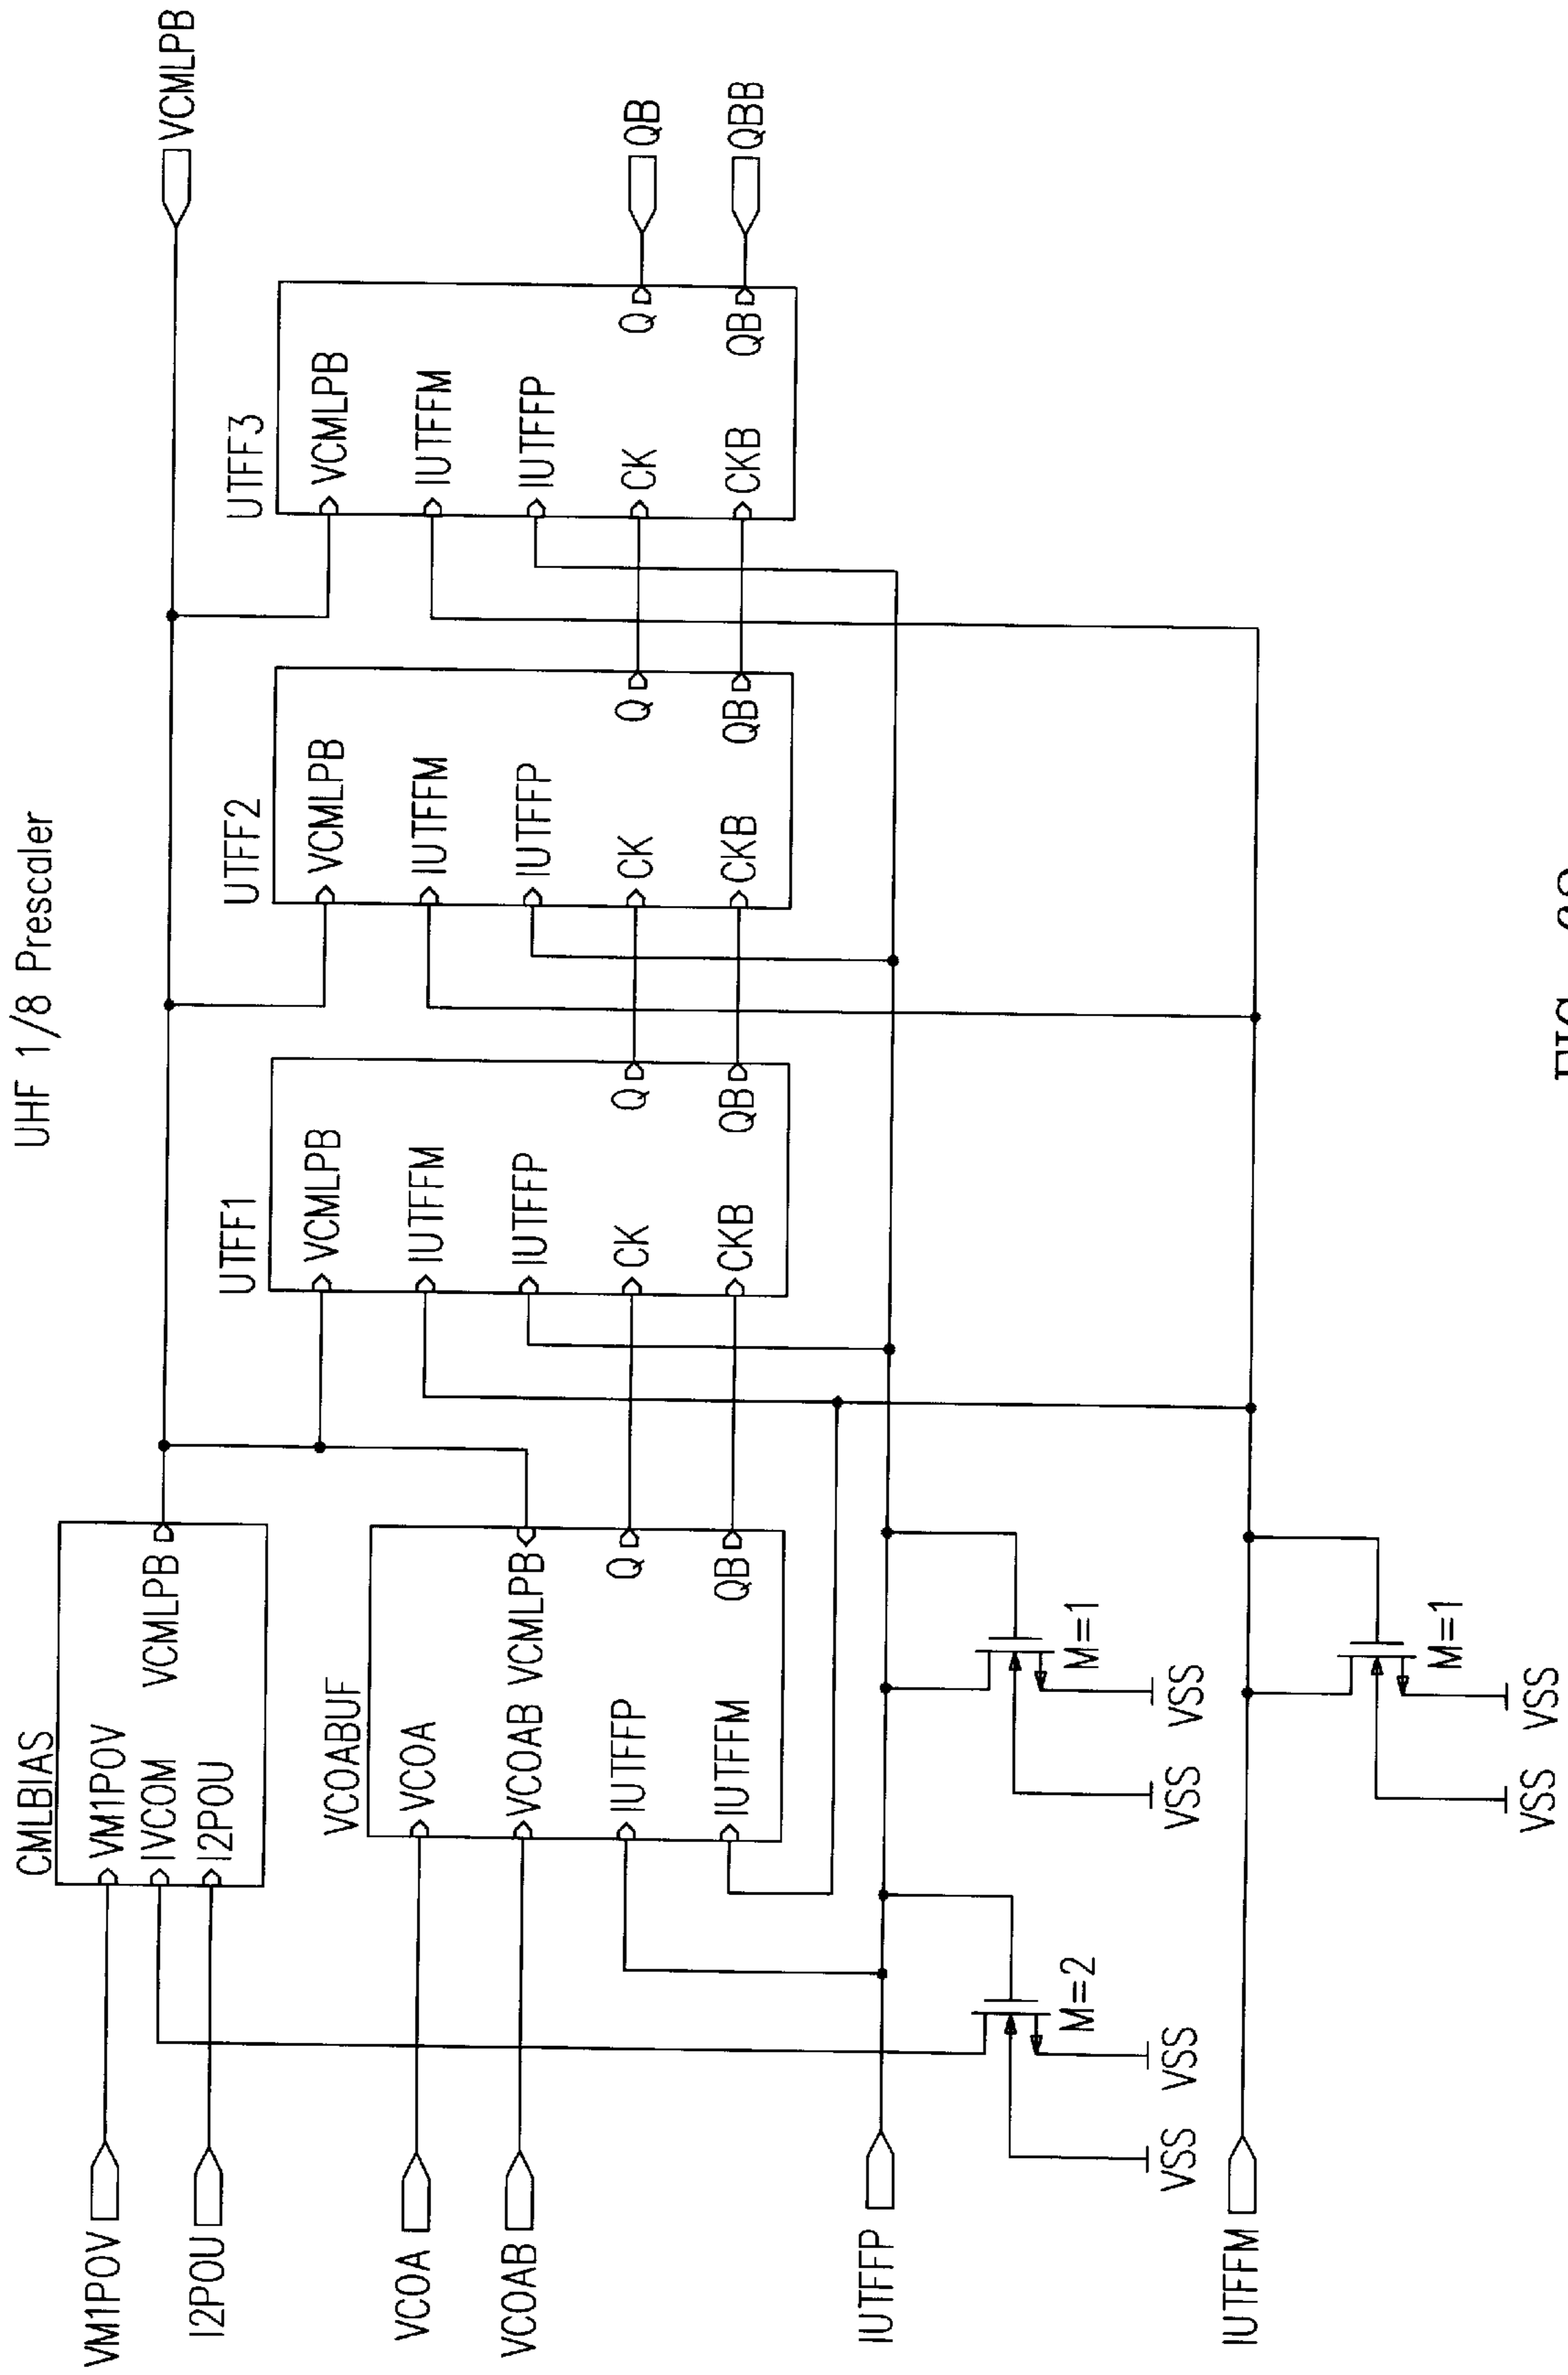 UHF 1/8 Prescaler
CMLBIAS
VM1POV
VM1POV
IVCOM
I2POU
I2POU
VCMLPB
VCMLPB
VCOABUF
VCOA
VCOA
VCOAB
VCOAB
VCMLPB
IUTFFP
IUTFFM
Q
QB
UTFF1
VCMLPB
IUTFFM
IUTFFP
CK
CKB
Q
QB
UTFF2
VCMLPB
IUTFFM
IUTFFP
CK
CKB
Q
QB
UTFF3
VCMLPB
IUTFFM
IUTFFP
CK
CKB
Q
QB
QB
QBB
IUTFFP
M=2
VSS
VSS
M=1
VSS
VSS
IUTFFM
M=1
VSS
VSS